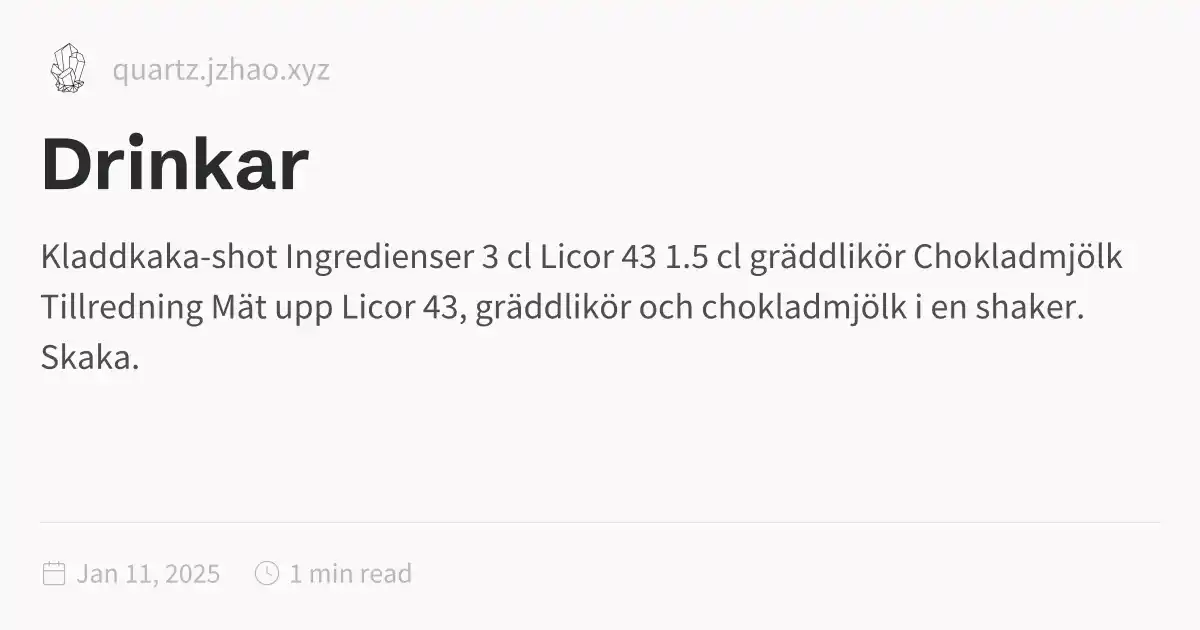 quartz.jzhao.xyz
Drinkar
Kladdkaka-shot Ingredienser 3 cl Licor 43 1.5 cl gräddlikör Chokladmjölk
Tillredning Mät upp Licor 43, gräddlikör och chokladmjölk i en shaker.
Skaka.
Jan 11, 2025 1 min read